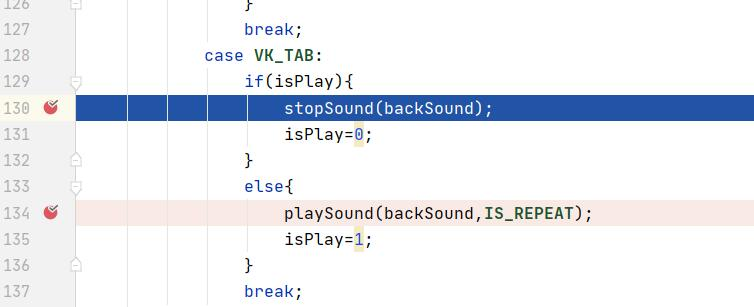 126 }
127 break;
128 case VK_TAB:
129 if(isPlay){
130 stopSound(backSound);
131 isPlay=0;
132 }
133 else{
134 playSound(backSound,IS_REPEAT);
135 isPlay=1;
136 }
137 break;